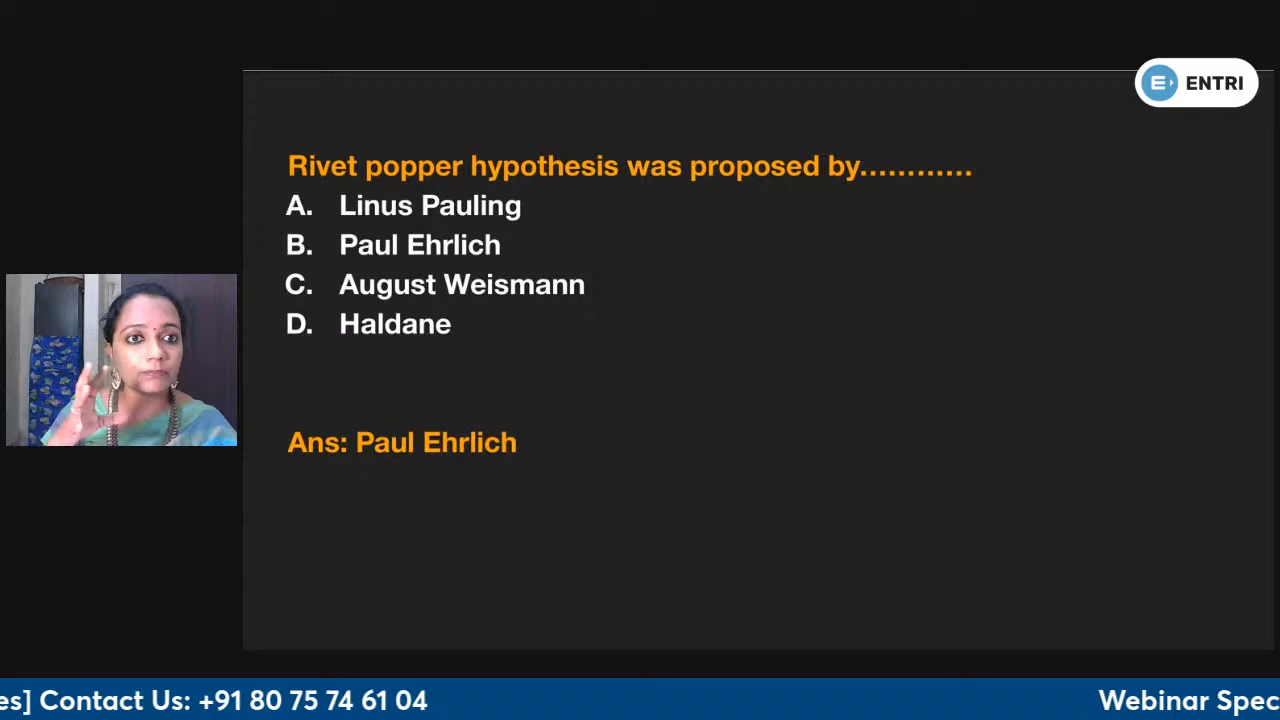 ENTRI
Rivet popper hypothesis was proposed by............
A. Linus Pauling
B. Paul Ehrlich
C. August Weismann
D. Haldane
Ans: Paul Ehrlich
es] Contact Us: +91 80 75 74 61 04
Webinar Spec